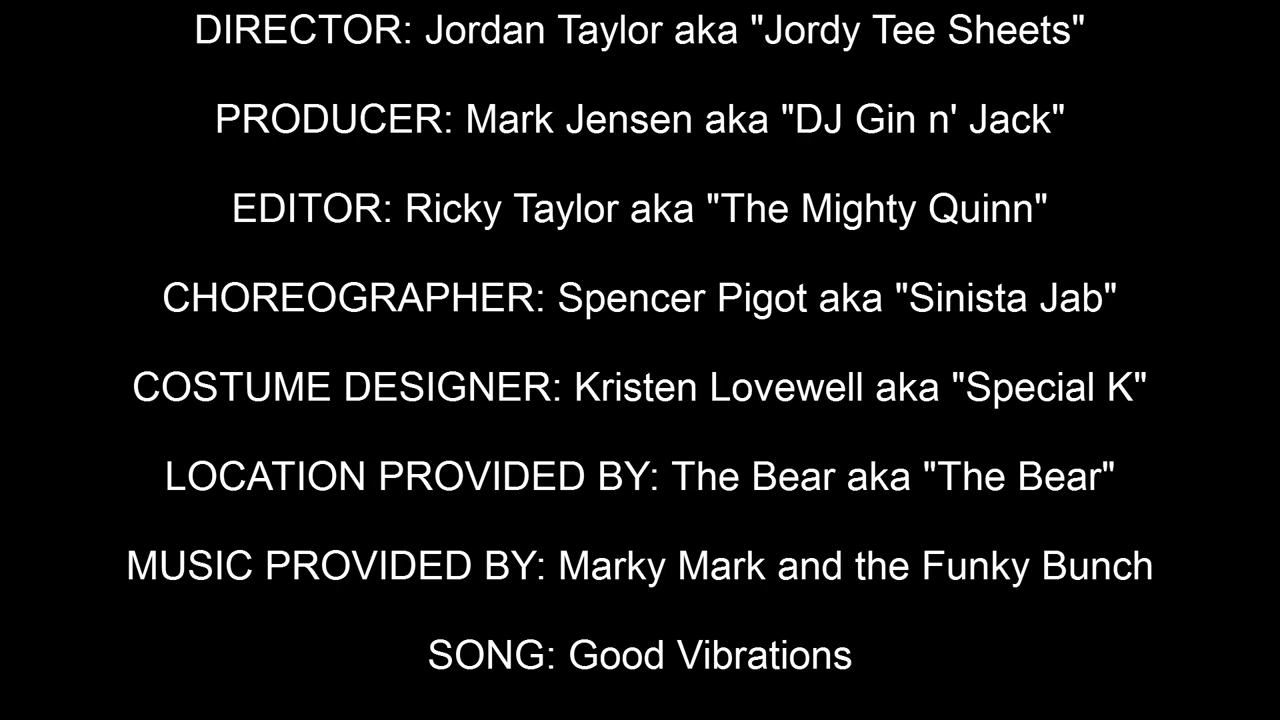 DIRECTOR: Jordan Taylor aka "Jordy Tee Sheets"
PRODUCER: Mark Jensen aka "DJ Gin n' Jack"
EDITOR: Ricky Taylor aka "The Mighty Quinn"
CHOREOGRAPHER: Spencer Pigot aka "Sinista Jab"
COSTUME DESIGNER: Kristen Lovewell aka "Special K"
LOCATION PROVIDED BY: The Bear aka "The Bear"
MUSIC PROVIDED BY: Marky Mark and the Funky Bunch
SONG: Good Vibrations